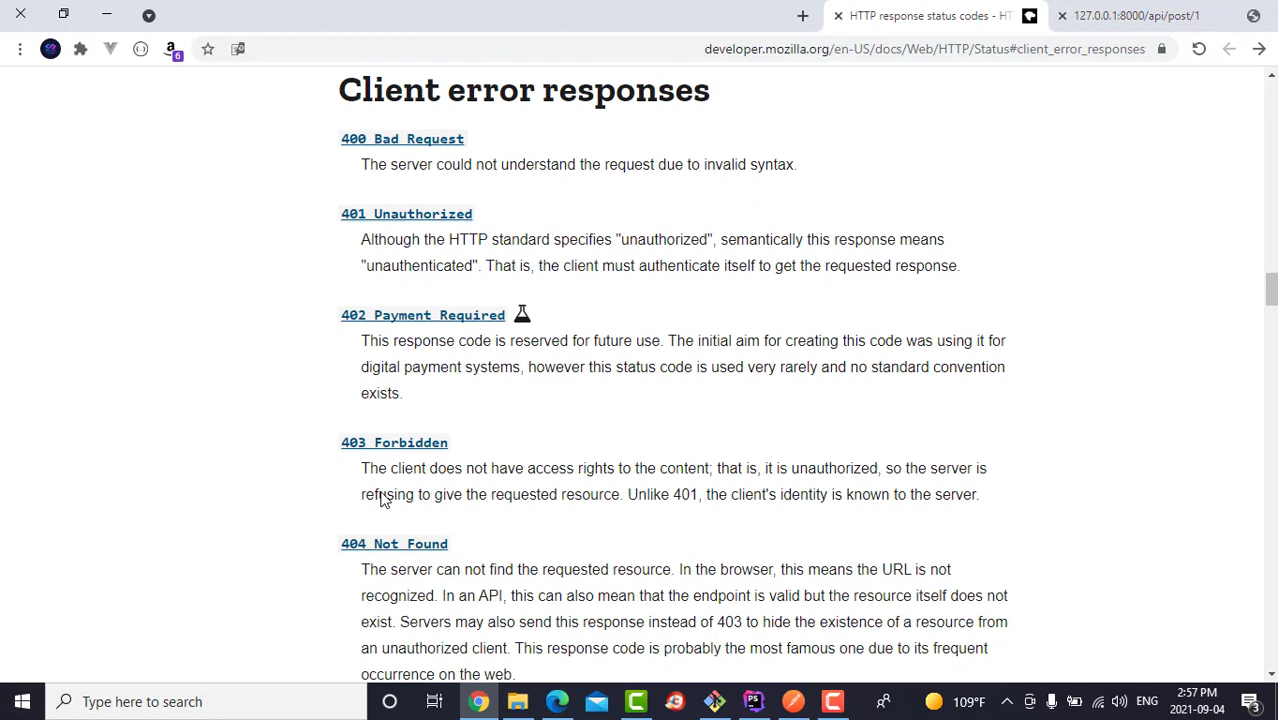 HTTP response status codes - HT
127.0.0.1:8000/api/post/1
6
developer.mozilla.org/en-US/docs/Web/HTTP/Status#client_error_responses
Client error responses
400 Bad Request
The server could not understand the request due to invalid syntax.
401 Unauthorized
Although the HTTP standard specifies "unauthorized", semantically this response means
"unauthenticated". That is, the client must authenticate itself to get the requested response.
402 Payment Required
This response code is reserved for future use. The initial aim for creating this code was using it for
digital payment systems, however this status code is used very rarely and no standard convention
exists.
403 Forbidden
The client does not have access rights to the content; that is, it is unauthorized, so the server is
refusing to give the requested resource. Unlike 401, the client's identity is known to the server.
404 Not Found
The server can not find the requested resource. In the browser, this means the URL is not
recognized. In an API, this can also mean that the endpoint is valid but the resource itself does not
exist. Servers may also send this response instead of 403 to hide the existence of a resource from
an unauthorized client. This response code is probably the most famous one due to its frequent
occurrence on the web.
Type here to search
109°F
ENG
2:57 PM
2021-09-04
3